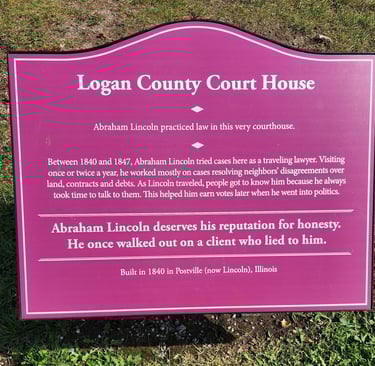 Logan County Court House
Abraham Lincoln practiced law in this very courthouse.
Between 1840 and 1847, Abraham Lincoln tried cases here as a traveling lawyer. Visiting
once or twice a year, he worked mostly on cases resolving neighbors' disagreements over
land, contracts and debts. As Lincoln traveled, people got to know him because he always
took time to talk to them. This helped him earn votes later when he went into politics.
Abraham Lincoln deserves his reputation for honesty.
He once walked out on a client who lied to him.
Built in 1840 in Postville (now Lincoln), Illinois